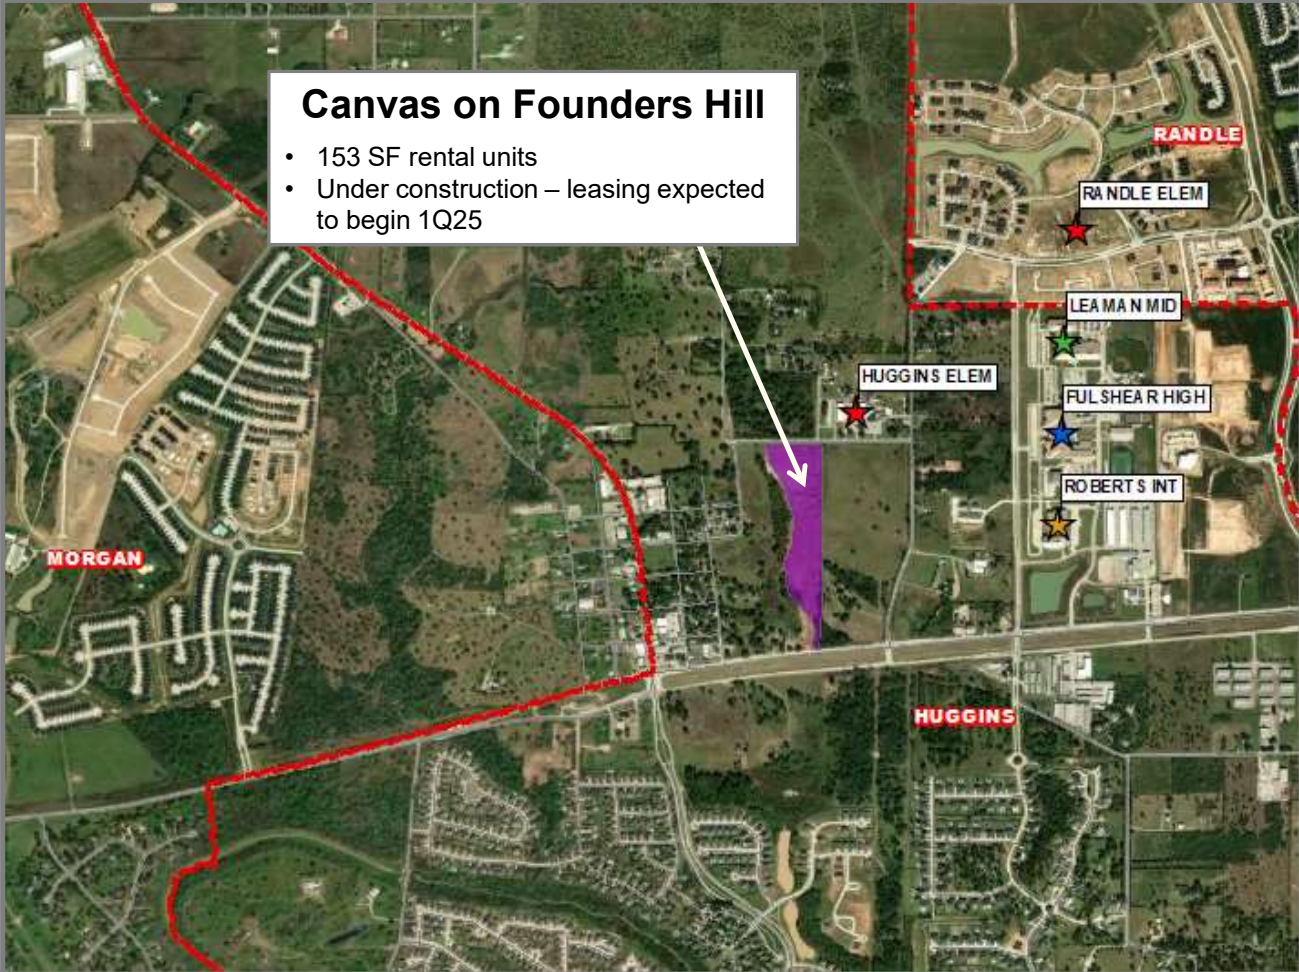 Canvas on Founders Hill
• 153 SF rental units
• Under construction – leasing expected
to begin 1Q25
RANDLE
RANDLE ELEM
LEAMAN MID
HUGGINS ELEM
FULSHEAR HIGH
ROBERTS INT
MORGAN
HUGGINS